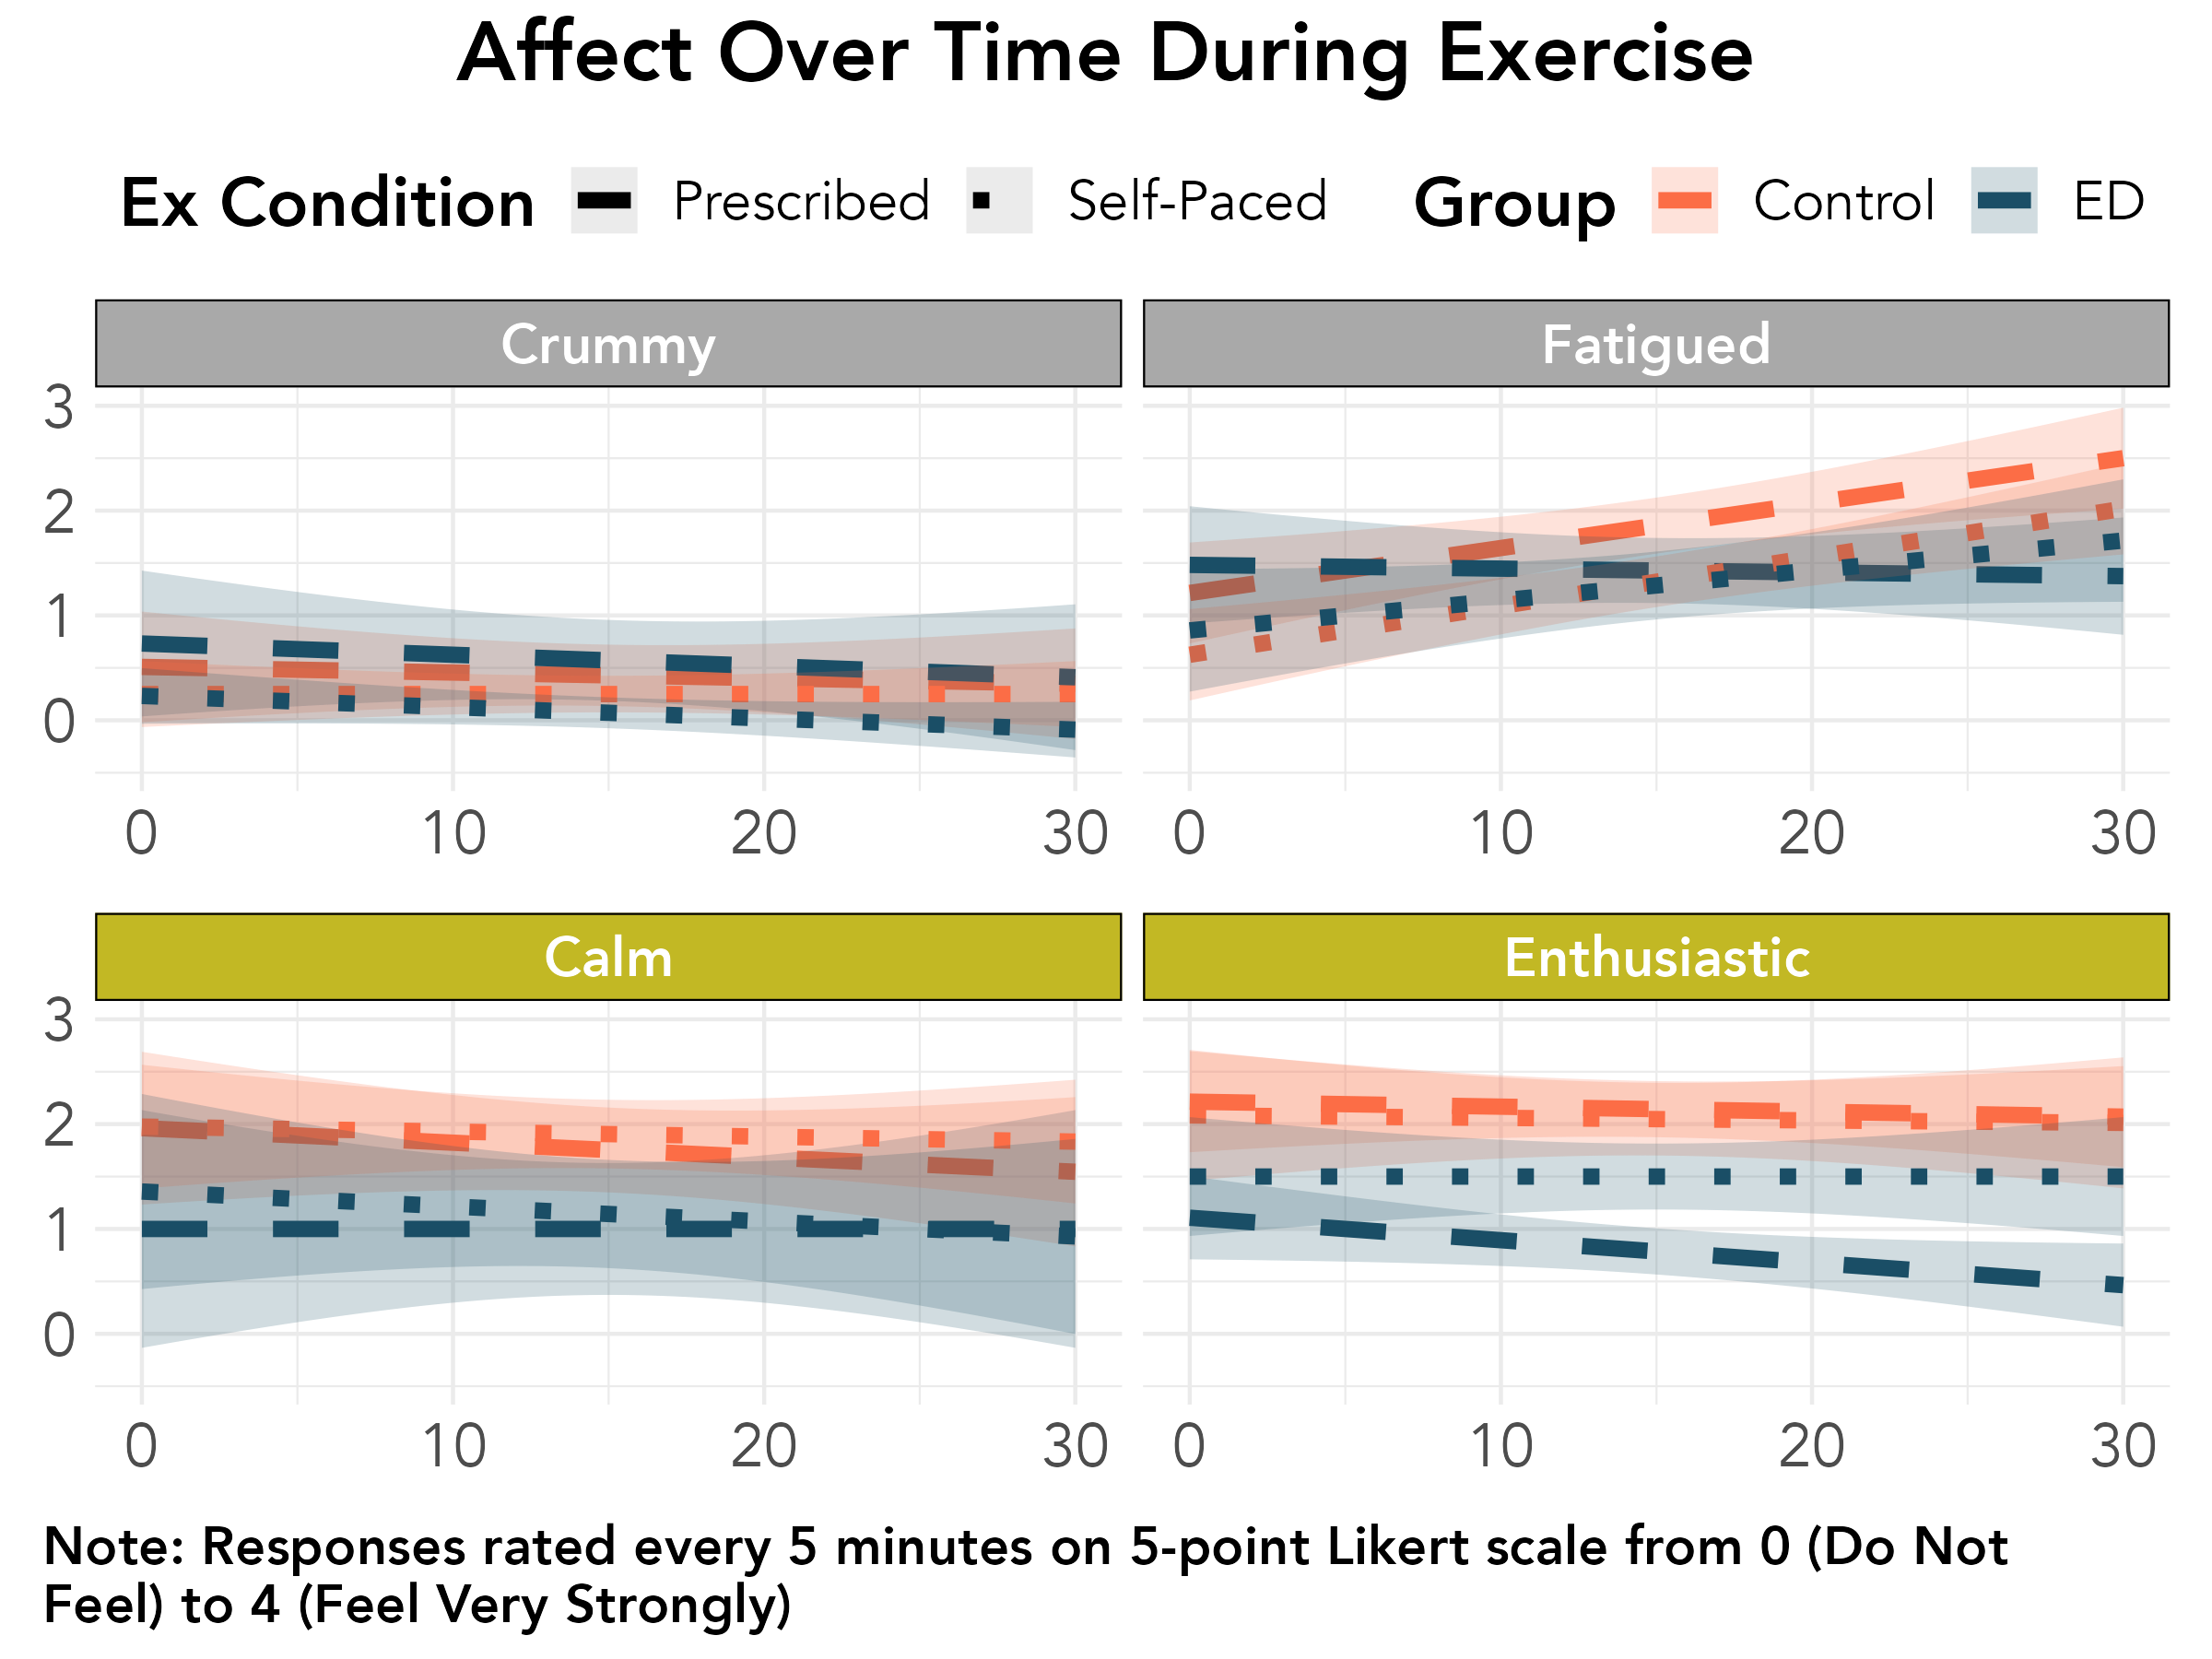 Affect Over Time During Exercise
Ex Condition Prescribed Self-Paced Group Control ED
Crummy Fatigued
3
2
1
0
0 10 20 30 0 10 20 30
Calm Enthusiastic
3
2
1
0
0 10 20 30 0 10 20 30
Note: Responses rated every 5 minutes on 5-point Likert scale from 0 (Do Not
Feel) to 4 (Feel Very Strongly)